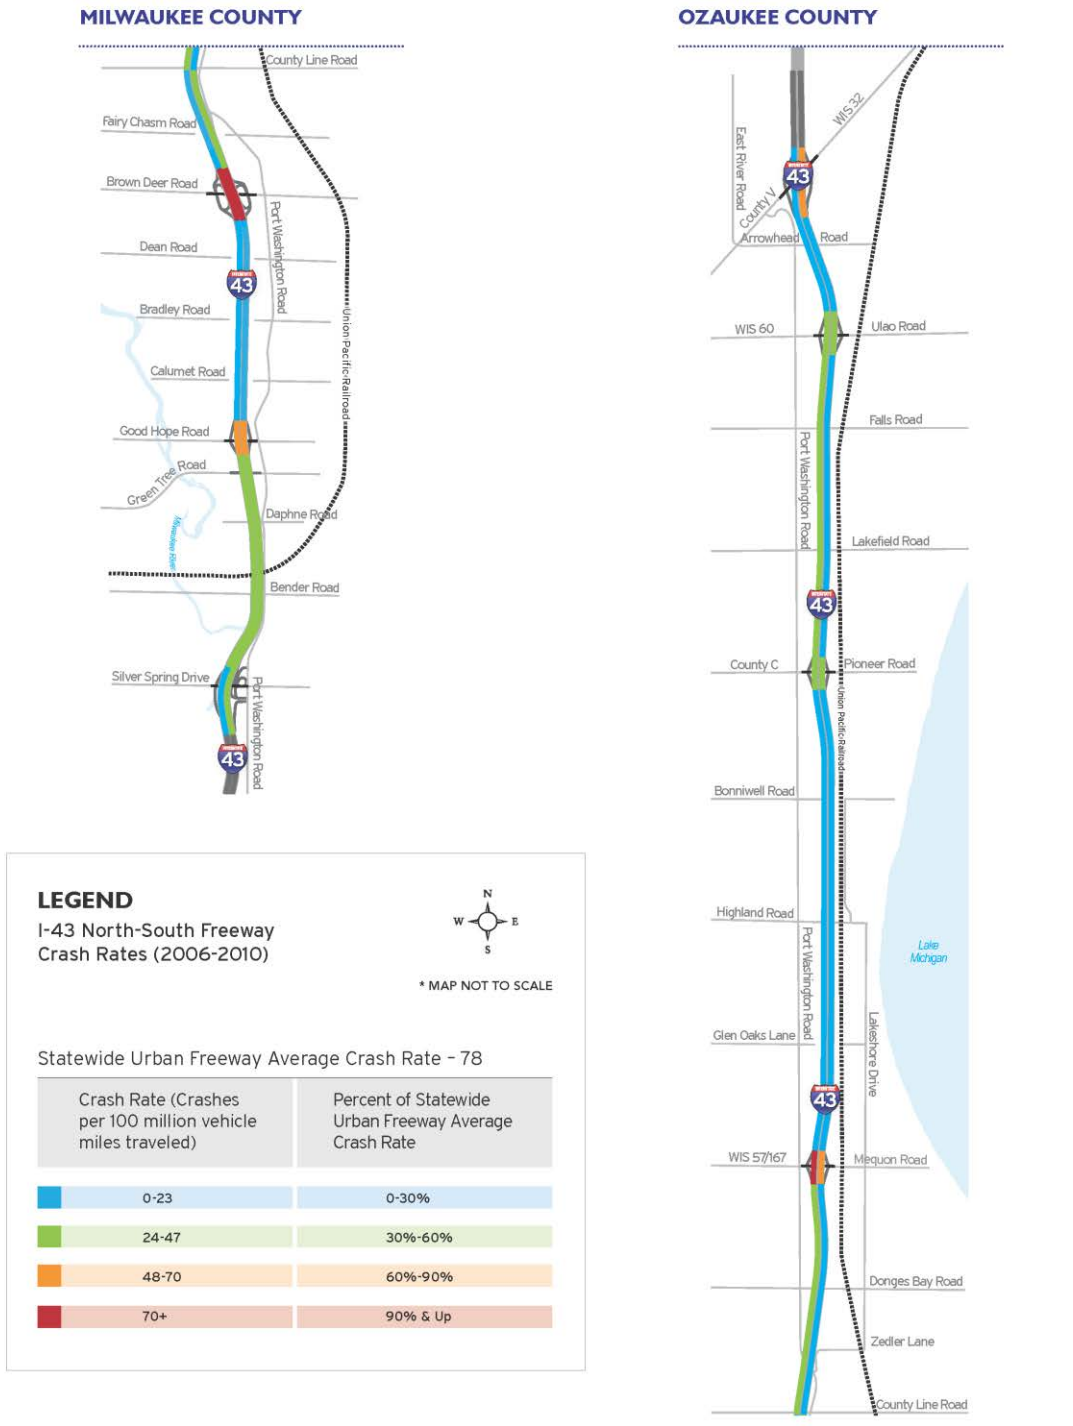 MILWAUKEE COUNTY
County Line Road
Fairy Chasm Road
Brown Deer Road
Port Washington Road
Dean Road
43
Bradley Road
Union Pacific Railroad
Calumet Road
Good Hope Road
Green Tree Road
Daphne Road
Milwaukee River
Bender Road
Silver Spring Drive
Port Washington Road
43
OZAUKEE COUNTY
WIS 32
East River Road
43
County V
Arrowhead Road
WIS 60
Ulao Road
Falls Road
Port Washington Road
Lakefield Road
43
County C
Pioneer Road
Union Pacific Railroad
Bonniwell Road
Highland Road
Port Washington Road
Lake
Michigan
Glen Oaks Lane
Lakeshore Drive
43
WIS 57/167
Mequon Road
Donges Bay Road
Zedler Lane
County Line Road
LEGEND
I-43 North-South Freeway
Crash Rates (2006-2010)
N
W E
S
* MAP NOT TO SCALE
Statewide Urban Freeway Average Crash Rate – 78
Crash Rate (Crashes
per 100 million vehicle
miles traveled)
Percent of Statewide
Urban Freeway Average
Crash Rate
0-23 0-30%
24-47 30%-60%
48-70 60%-90%
70+ 90% & Up